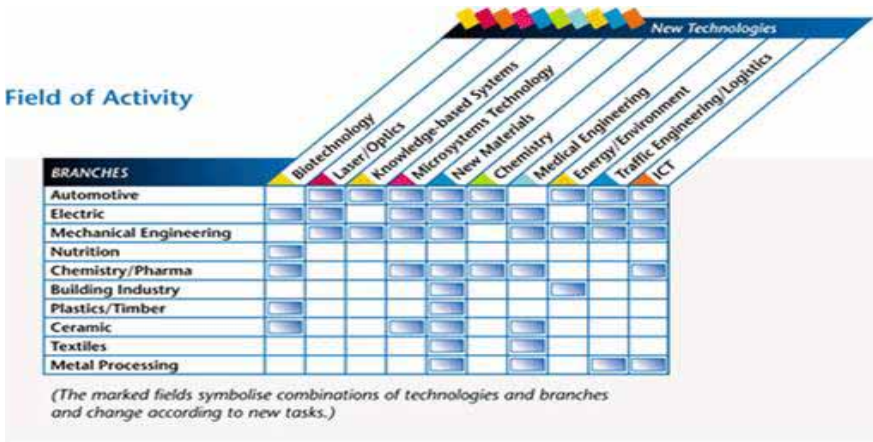 New Technologies
Field of Activity
Biotechnology
Laser/Optics
Knowledge-based Systems
Microsystems Technology
New Materials
Chemistry
Medical Engineering
Energy/Environment
Traffic Engineering/Logistics
ICT
BRANCHES
Automotive
Electric
Mechanical Engineering
Nutrition
Chemistry/Pharma
Building Industry
Plastics/Timber
Ceramic
Textiles
Metal Processing
(The marked fields symbolise combinations of technologies and branches
and change according to new tasks.)